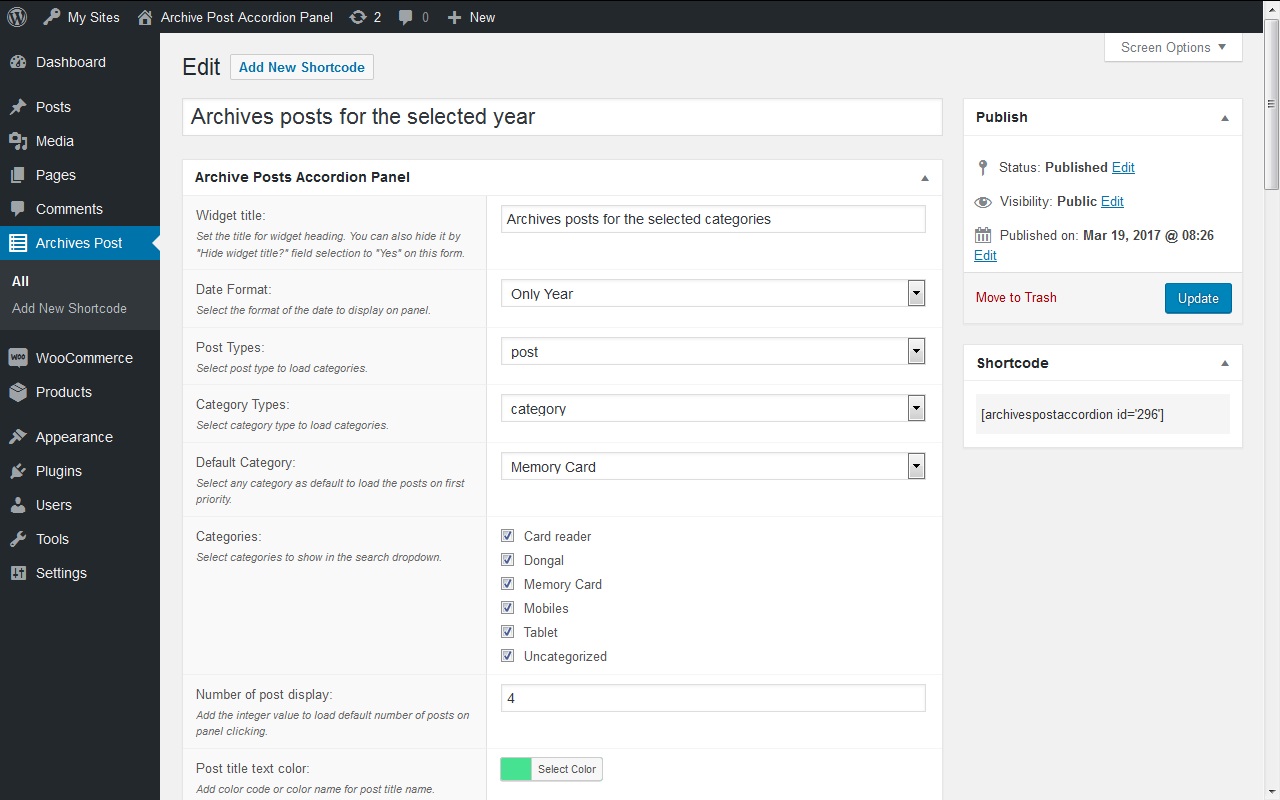 My Sites
Archive Post Accordion Panel
2
0
New
Screen Options
Dashboard
Posts
Media
Pages
Comments
Archives Post
All
Add New Shortcode
WOO
WooCommerce
Products
Appearance
Plugins
Users
Tools
Settings
Edit
Add New Shortcode
Archives posts for the selected year
Archive Posts Accordion Panel
Widget title:
Set the title for widget heading. You can also hide it by
"Hide widget title?" field selection to "Yes" on this form.
Archives posts for the selected categories
Date Format:
Select the format of the date to display on panel.
Only Year
Post Types:
Select post type to load categories.
post
Category Types:
Select category type to load categories.
category
Default Category:
Select any category as default to load the posts on first
priority.
Memory Card
Categories:
Select categories to show in the search dropdown.
Card reader
Dongal
Memory Card
Mobiles
Tablet
Uncategorized
Number of post display:
Add the integer value to load default number of posts on
panel clicking.
4
Post title text color:
Add color code or color name for post title name.
Select Color
Publish
Status: Published Edit
Visibility: Public Edit
Published on: Mar 19, 2017 @ 08:26
Edit
Move to Trash
Update
Shortcode
[archivespostaccordion id='296']